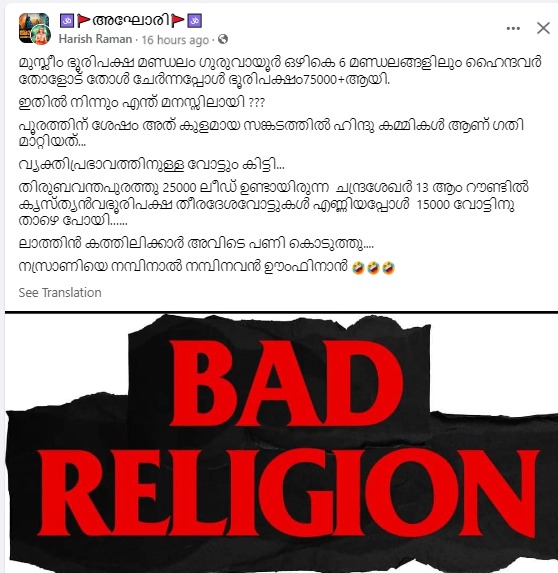 🕉🚩അഘോരി🚩🕉
Harish Raman · 16 hours ago ·
മുസ്ലീം ഭൂരിപക്ഷ മണ്ഡലം ഗുരുവായൂർ ഒഴികെ 6 മണ്ഡലങ്ങളിലും ഹൈന്ദവർ
തോളോട് തോൾ ചേർന്നപ്പോൾ ഭൂരിപക്ഷം75000+ആയി.
ഇതിൽ നിന്നും എന്ത് മനസ്സിലായി ???
പൂരത്തിന് ശേഷം അത് കുളമായ സങ്കടത്തിൽ ഹിന്ദു കമ്മികൾ ആണ് ഗതി
മാറ്റിയത്...
വ്യക്തിപ്രഭാവത്തിനുള്ള വോട്ടും കിട്ടി...
തിരുബവന്തപുരത്തു 25000 ലീഡ് ഉണ്ടായിരുന്ന ചന്ദ്രശേഖർ 13 ആം റൗണ്ടിൽ
ക്യസ്ത്യൻവഭൂരിപക്ഷ തീരദേശവോട്ടുകൾ എണ്ണിയപ്പോൾ 15000 വോട്ടിനു
താഴെ പോയി......
ലാത്തിൻ കത്തിലിക്കാർ അവിടെ പണി കൊടുത്തു....
നസ്രാണിയെ നമ്പിനാൽ നമ്പിനവൻ ഊംഫിനാൻ 🤣🤣🤣
See Translation
BAD
RELIGION